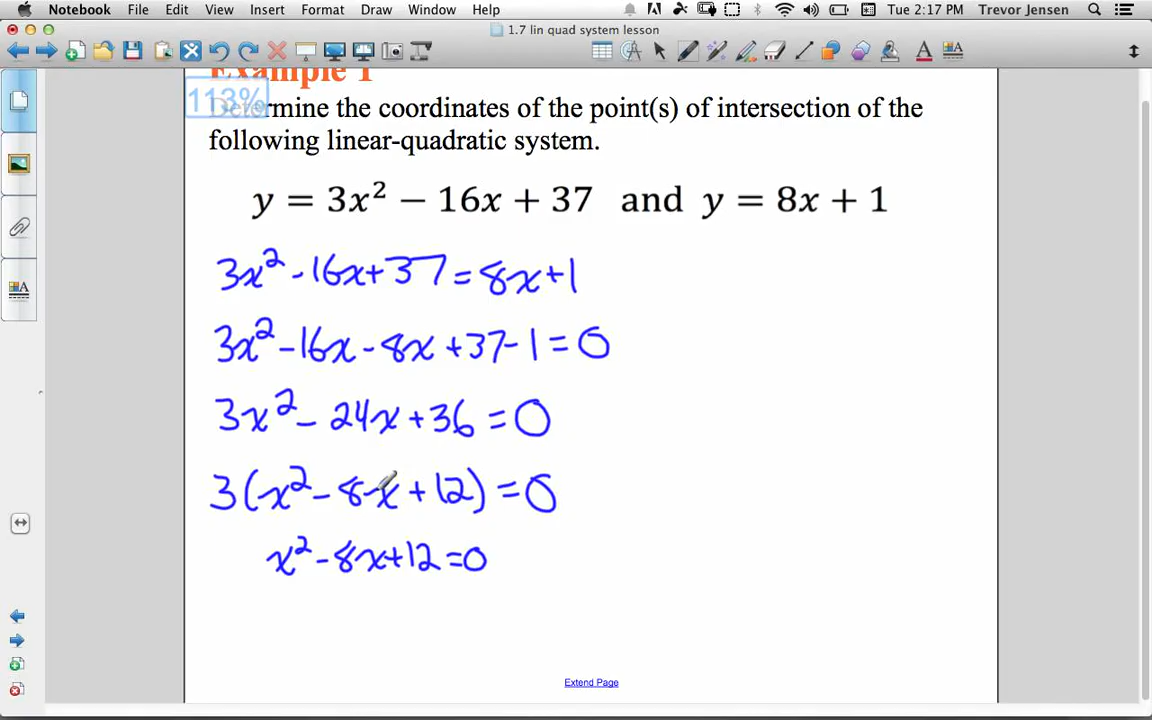 Notebook File Edit View Insert Format Draw Window Help Tue 2:17 PM Trevor Jensen
1.7 lin quad system lesson
Example 1
113%
Determine the coordinates of the point(s) of intersection of the
following linear-quadratic system.
y = 3x² − 16x + 37 and y = 8x + 1
3x² - 16x + 37 = 8x + 1
3x² - 16x - 8x + 37 - 1 = 0
3x² - 24x + 36 = 0
3(x² - 8x + 12) = 0
x² - 8x + 12 = 0
Extend Page